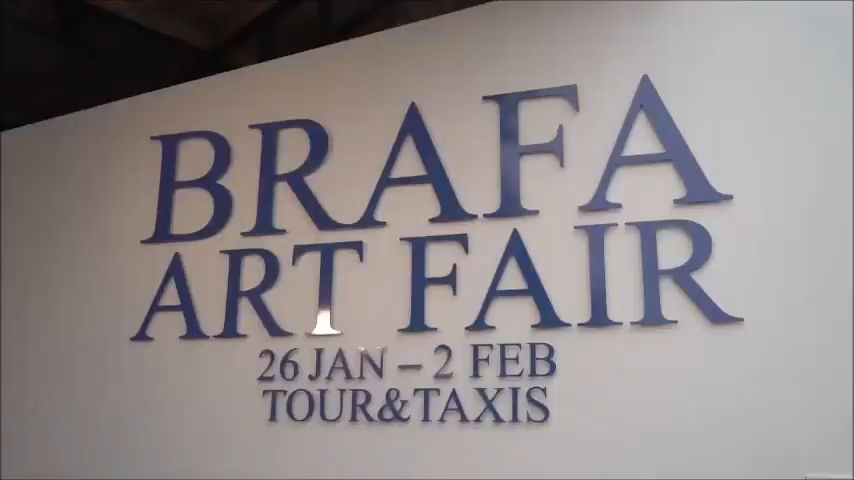 BRAFA
ART FAIR
26 JAN – 2 FEB
TOUR&TAXIS